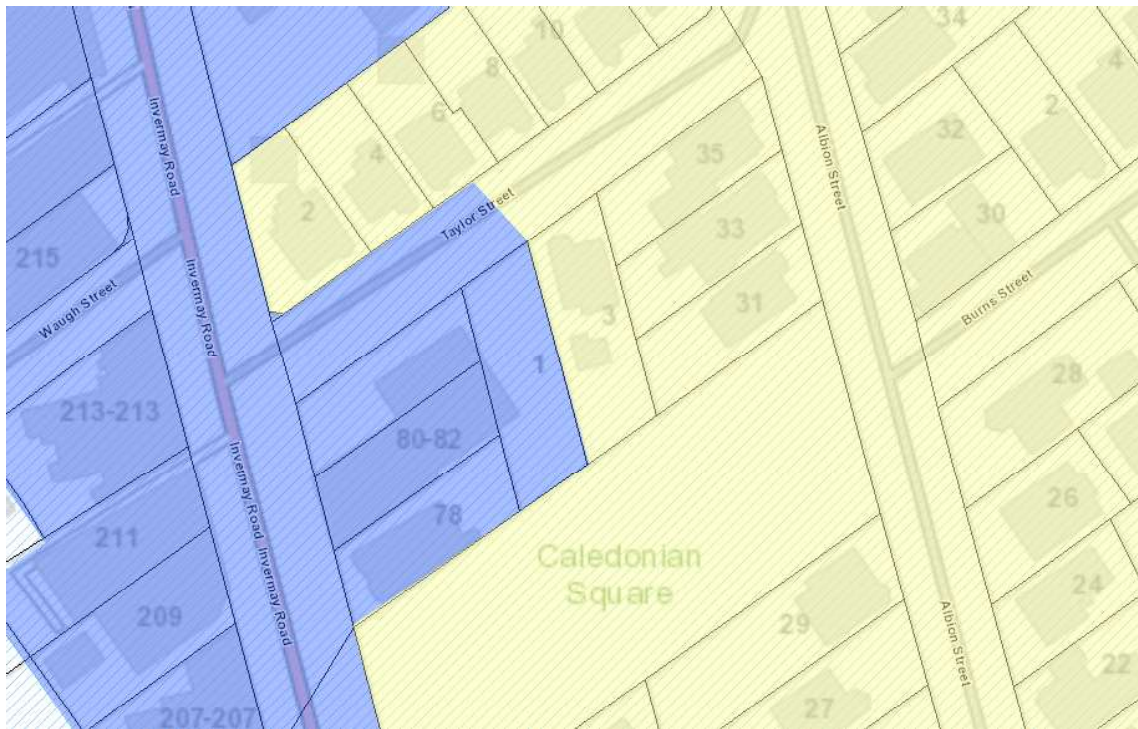 34
10
8
4
6
32
2
4
35
2
30
33
215
Invermay Road
Albion Street
Taylor Street
Waugh Street
Invermay Road
Burns Street
31
3
1
28
213-213
80-82
26
78
211
Invermay Road
Caledonian
Square
Invermay Road
24
29
209
Albion Street
22
207-207
27